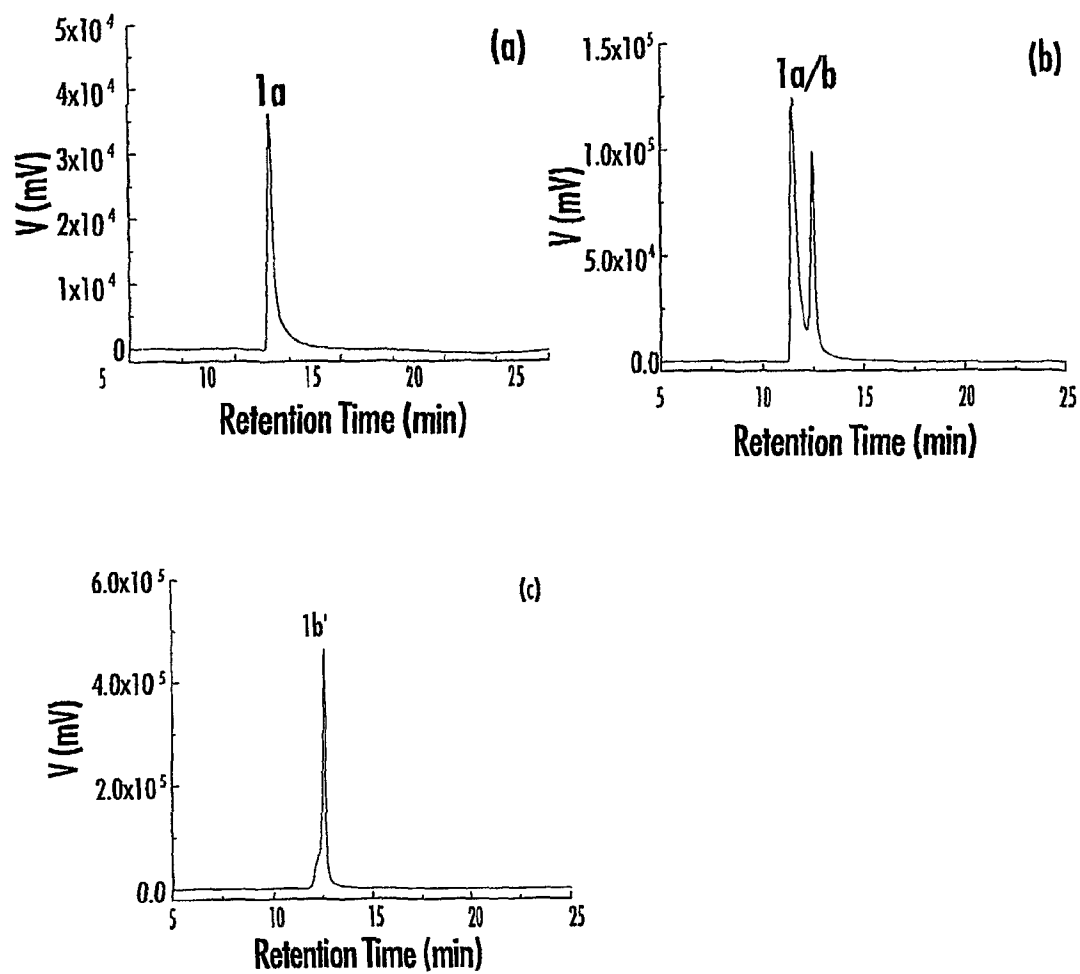 (a)
5x10⁴
4x10⁴
3x10⁴
2x10⁴
1x10⁴
0
V (mV)
1a
5 10 15 20 25
Retention Time (min)
(b)
1.5x10⁵
1.0x10⁵
5.0x10⁴
0.0
V (mV)
1a/b
5 10 15 20 25
Retention Time (min)
(c)
6.0x10⁵
4.0x10⁵
2.0x10⁵
0.0
V (mV)
1b'
5 10 15 20 25
Retention Time (min)